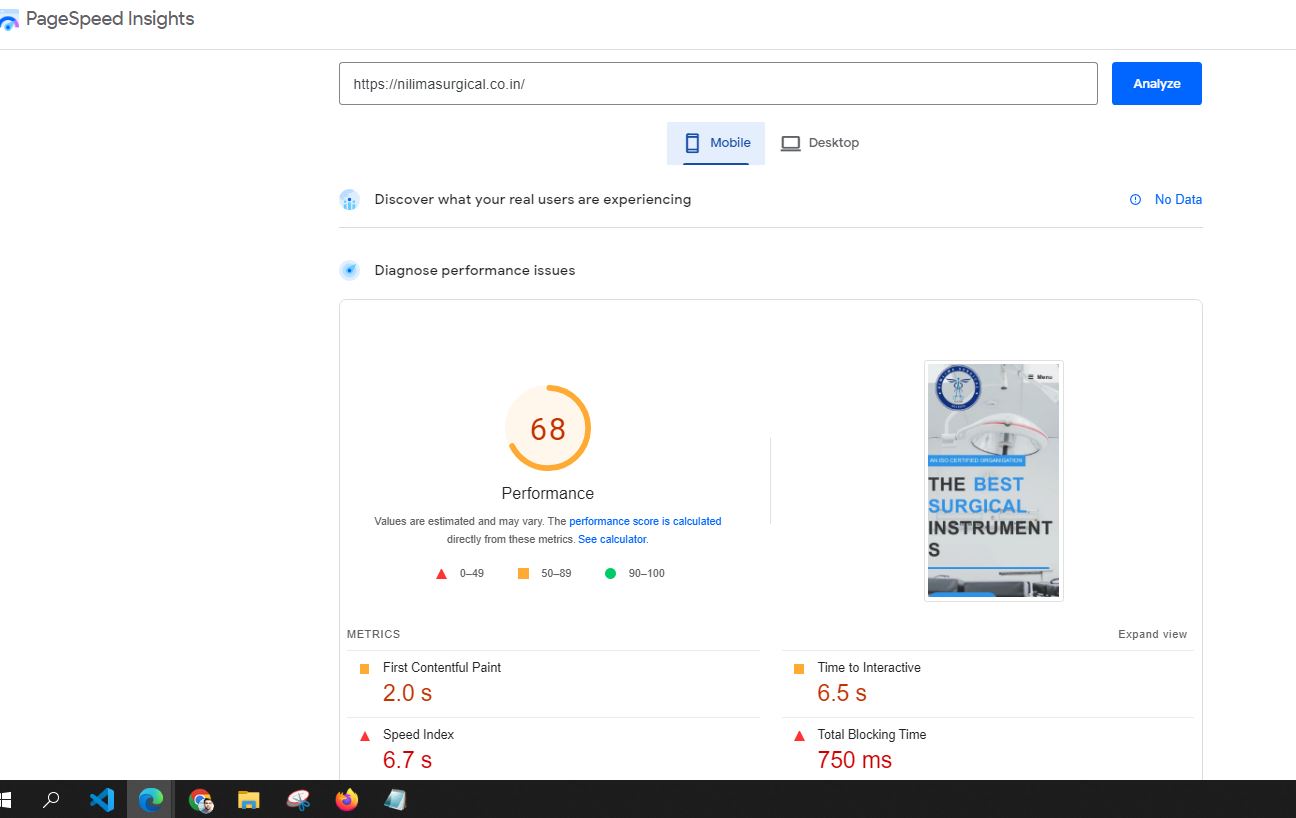 PageSpeed Insights
https://nilimasurgical.co.in/
Analyze
Mobile
Desktop
Discover what your real users are experiencing
No Data
Diagnose performance issues
68
Performance
Values are estimated and may vary. The performance score is calculated
directly from these metrics. See calculator.
0–49
50–89
90–100
Menu
AN ISO CERTIFIED ORGANISATION
THE BEST
SURGICAL
INSTRUMENT
S
METRICS
Expand view
First Contentful Paint
2.0 s
Time to Interactive
6.5 s
Speed Index
6.7 s
Total Blocking Time
750 ms